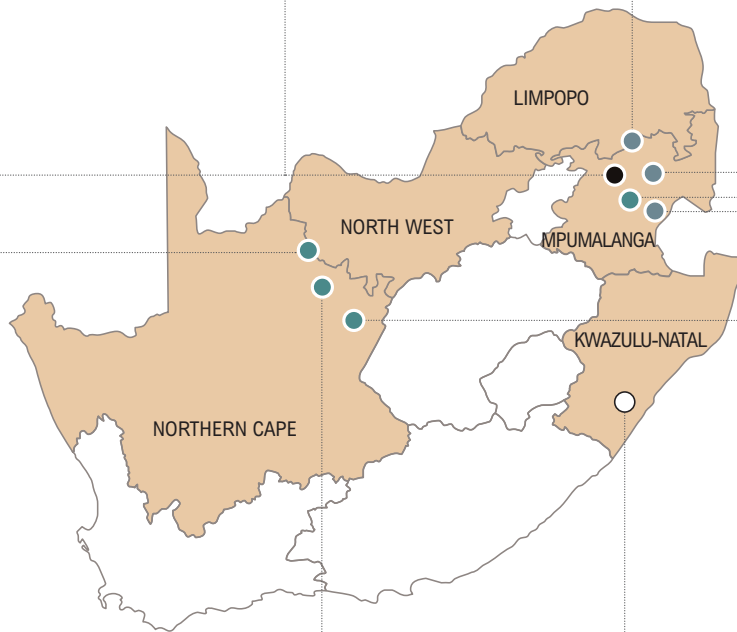 LIMPOPO
NORTH WEST
MPUMALANGA
KWAZULU-NATAL
NORTHERN CAPE